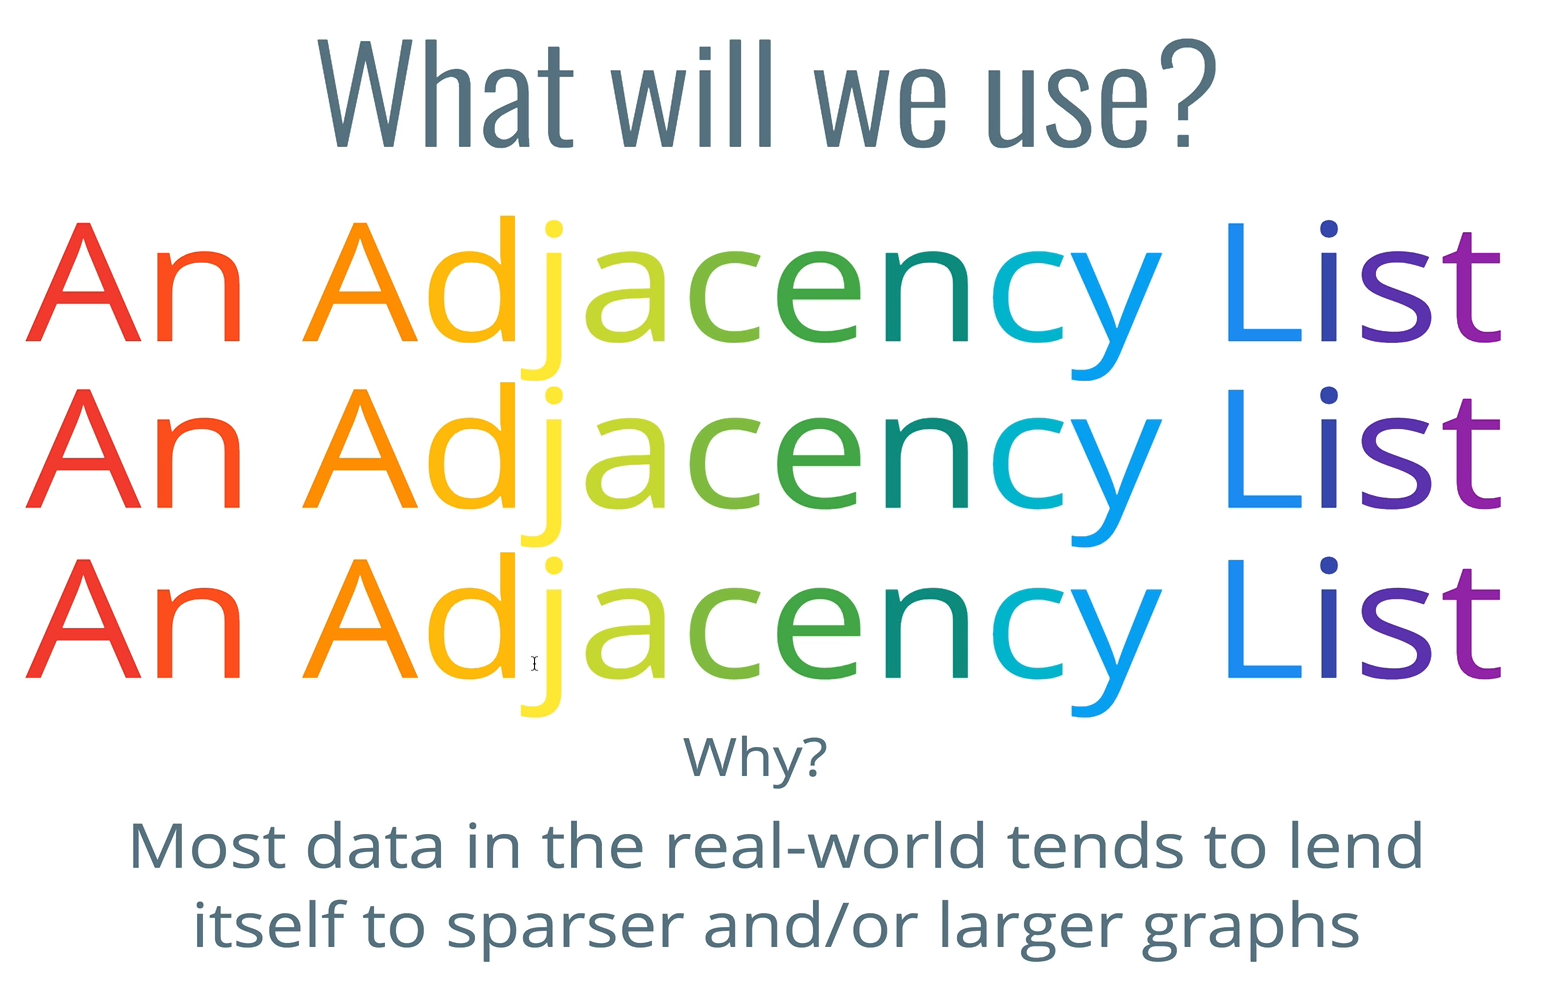 What will we use?
An Adjacency List
An Adjacency List
An Adjacency List
Why?
Most data in the real-world tends to lend
itself to sparser and/or larger graphs